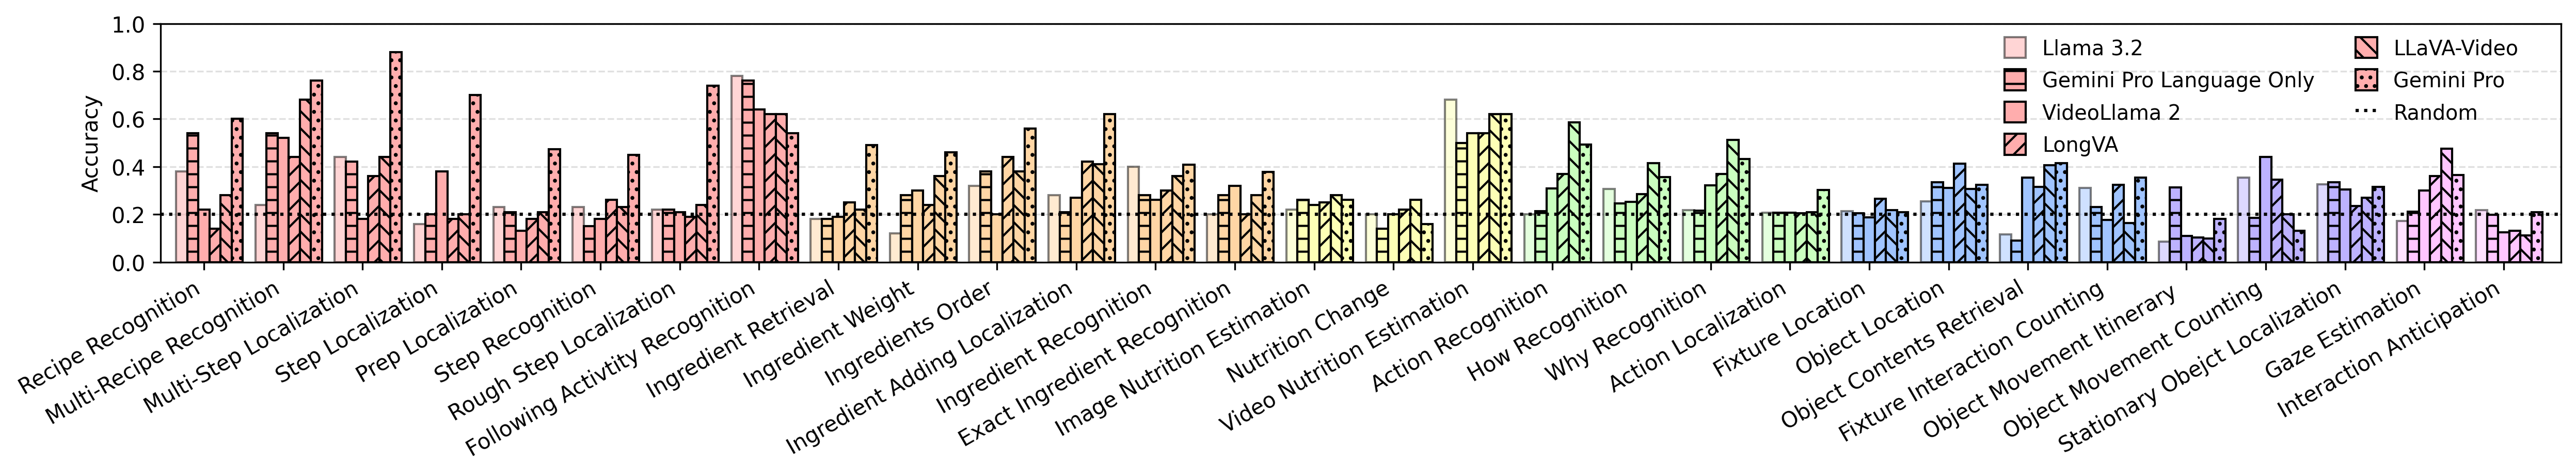 Accuracy
1.0
0.8
0.6
0.4
0.2
0.0
Llama 3.2
Gemini Pro Language Only
VideoLlama 2
LongVA
LLaVA-Video
Gemini Pro
Random
Recipe Recognition
Multi-Recipe Recognition
Multi-Step Localization
Step Localization
Prep Localization
Step Recognition
Rough Step Localization
Following Activtity Recognition
Ingredient Retrieval
Ingredient Weight
Ingredients Order
Ingredient Adding Localization
Ingredient Recognition
Exact Ingredient Recognition
Image Nutrition Estimation
Nutrition Change
Video Nutrition Estimation
Action Recognition
How Recognition
Why Recognition
Action Localization
Fixture Location
Object Location
Object Contents Retrieval
Fixture Interaction Counting
Object Movement Itinerary
Object Movement Counting
Stationary Obejct Localization
Gaze Estimation
Interaction Anticipation